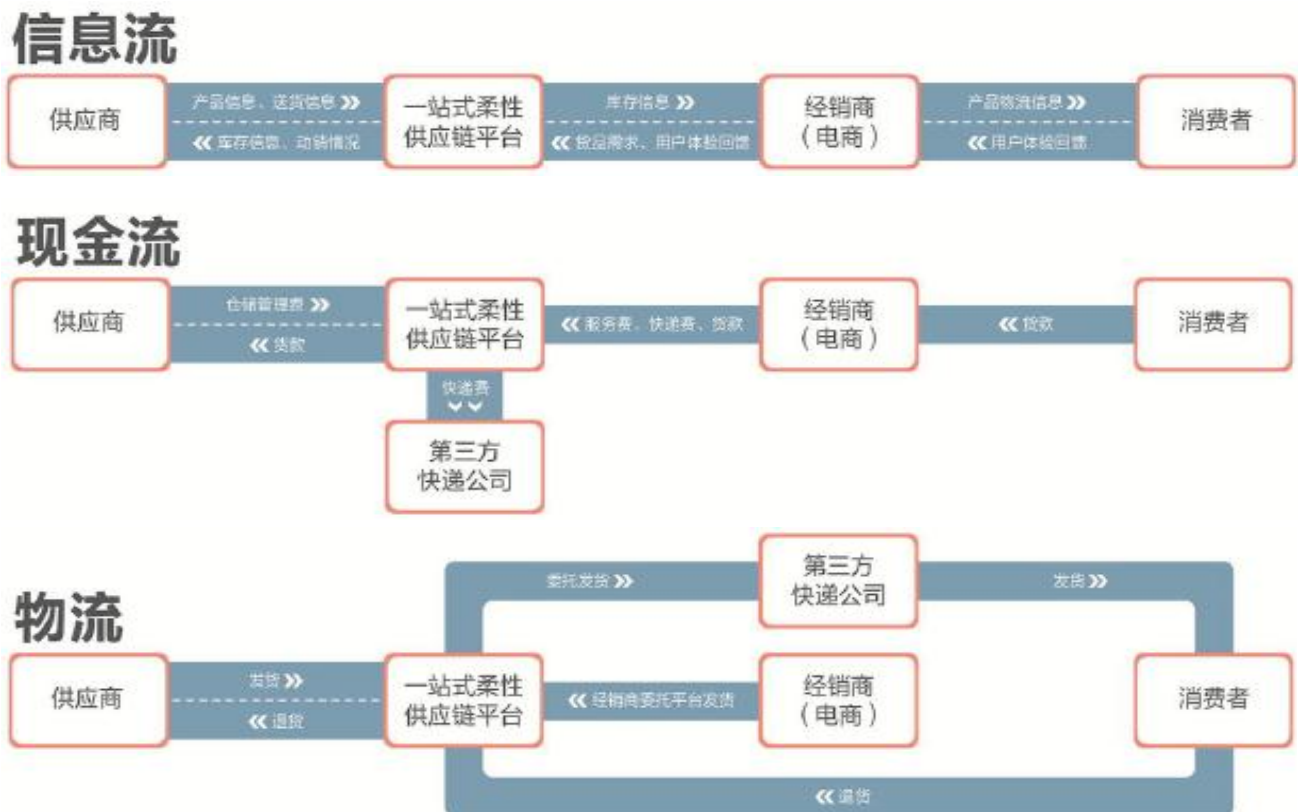 信息流
供应商
产品信息、送货信息
库存信息、动销情况
一站式柔性
供应链平台
库存信息
货品需求、用户体验回馈
经销商
（电商）
产品物流信息
用户体验回馈
消费者
现金流
供应商
仓储管理费
货款
一站式柔性
供应链平台
服务费、快递费、货款
经销商
（电商）
货款
消费者
快递费
第三方
快递公司
物流
委托发货
第三方
快递公司
发货
供应商
发货
退货
一站式柔性
供应链平台
经销商委托平台发货
经销商
（电商）
消费者
退货